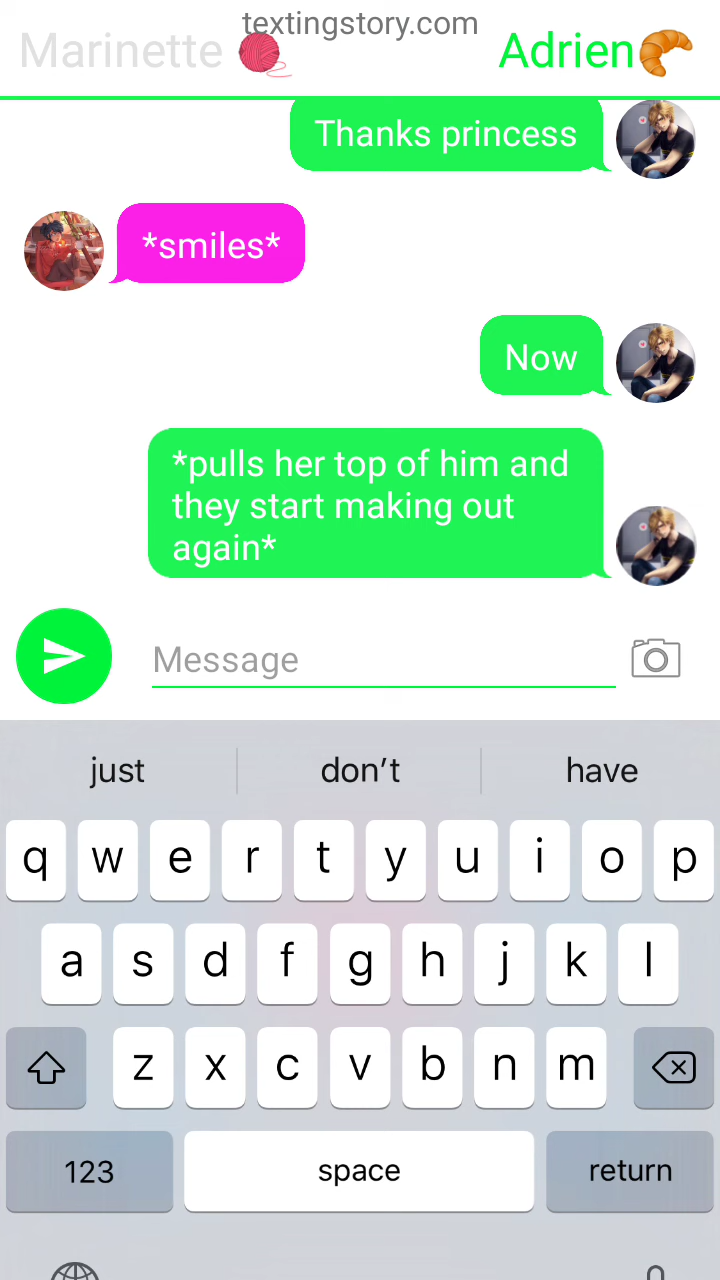 textingstory.com
Marinette 🧶
Adrien🥐
Thanks princess
*smiles*
Now
*pulls her top of him and
they start making out
again*
Message
just don't have
q w e r t y u i o p
a s d f g h j k l
z x c v b n m
123 space return